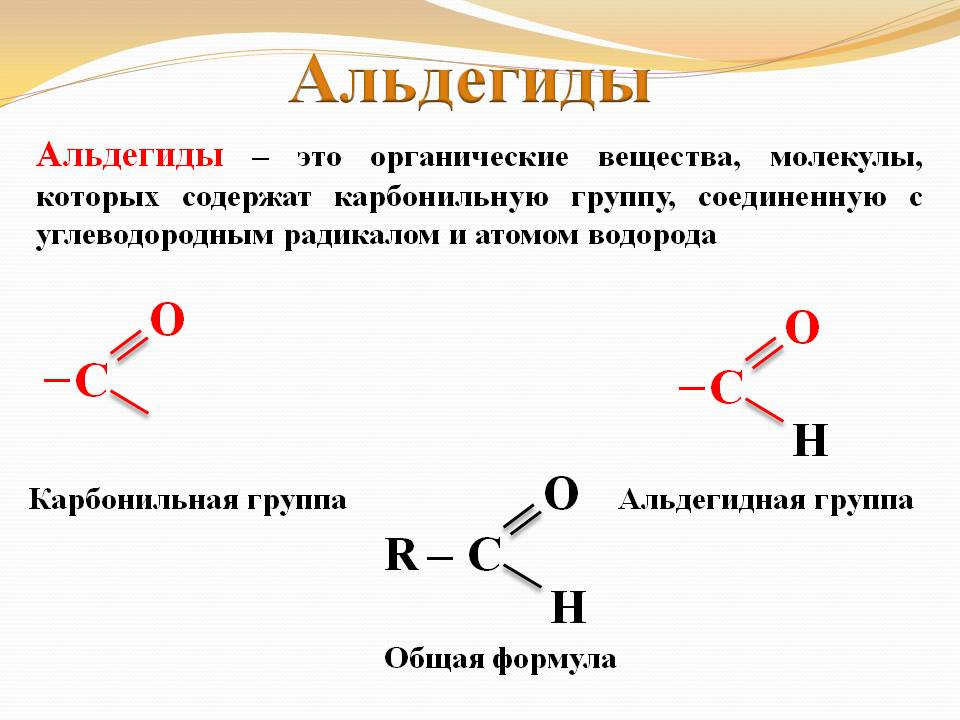 Альдегиды
Альдегиды – это органические вещества, молекулы,
которых содержат карбонильную группу, соединенную с
углеводородным радикалом и атомом водорода
O
– C
Карбонильная группа
O
– C
H
Альдегидная группа
O
R – C
H
Общая формула